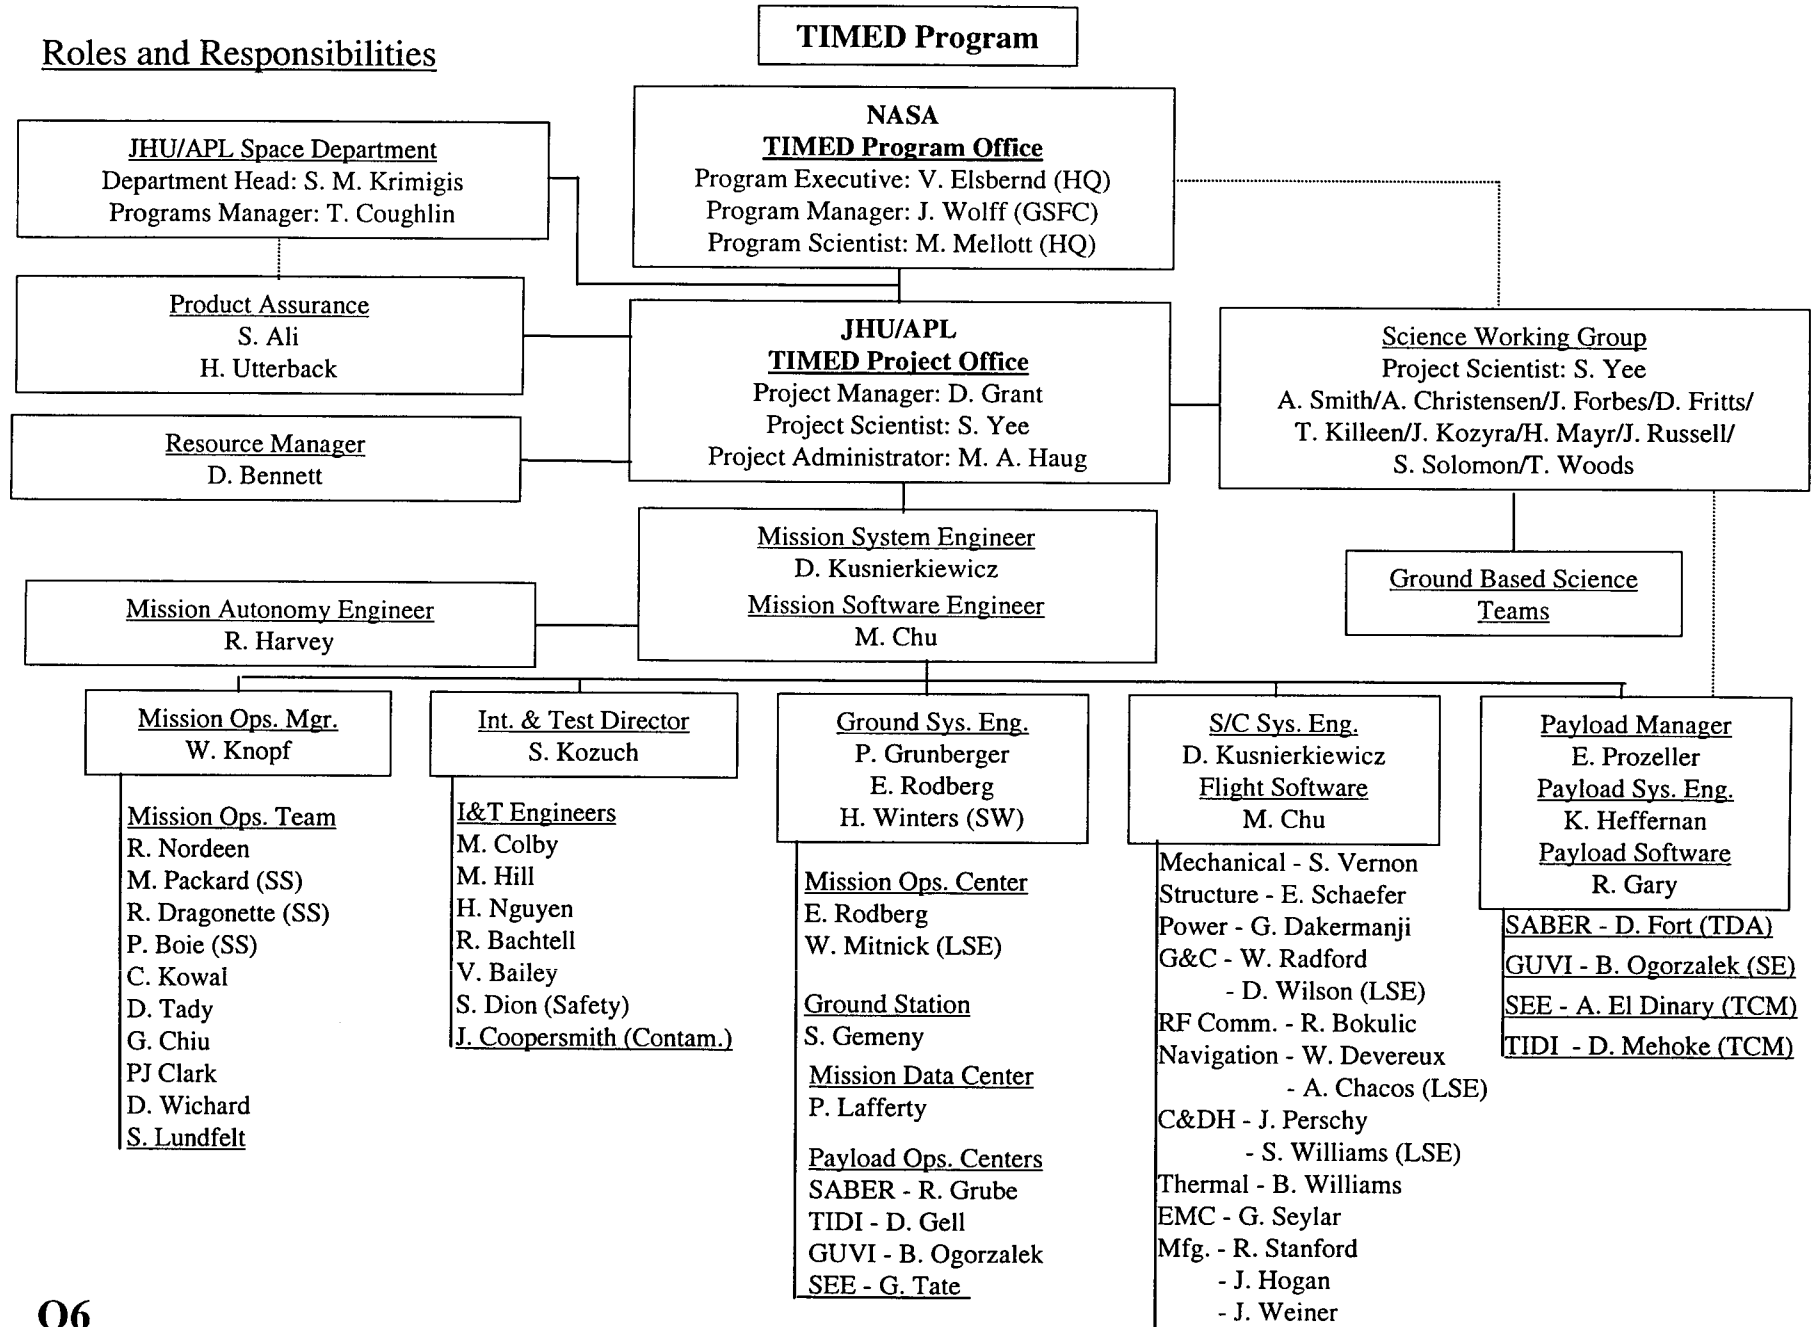 Roles and Responsibilities
TIMED Program
NASA
TIMED Program Office
Program Executive: V. Elsbernd (HQ)
Program Manager: J. Wolff (GSFC)
Program Scientist: M. Mellott (HQ)
JHU/APL Space Department
Department Head: S. M. Krimigis
Programs Manager: T. Coughlin
Product Assurance
S. Ali
H. Utterback
Resource Manager
D. Bennett
JHU/APL
TIMED Project Office
Project Manager: D. Grant
Project Scientist: S. Yee
Project Administrator: M. A. Haug
Science Working Group
Project Scientist: S. Yee
A. Smith/A. Christensen/J. Forbes/D. Fritts/
T. Killeen/J. Kozyra/H. Mayr/J. Russell/
S. Solomon/T. Woods
Ground Based Science
Teams
Mission System Engineer
D. Kusnierkiewicz
Mission Software Engineer
M. Chu
Mission Autonomy Engineer
R. Harvey
Mission Ops. Mgr.
W. Knopf
Mission Ops. Team
R. Nordeen
M. Packard (SS)
R. Dragonette (SS)
P. Boie (SS)
C. Kowal
D. Tady
G. Chiu
PJ Clark
D. Wichard
S. Lundfelt
Int. & Test Director
S. Kozuch
I&T Engineers
M. Colby
M. Hill
H. Nguyen
R. Bachtell
V. Bailey
S. Dion (Safety)
J. Coopersmith (Contam.)
Ground Sys. Eng.
P. Grunberger
E. Rodberg
H. Winters (SW)
Mission Ops. Center
E. Rodberg
W. Mitnick (LSE)
Ground Station
S. Gemeny
Mission Data Center
P. Lafferty
Payload Ops. Centers
SABER - R. Grube
TIDI - D. Gell
GUVI - B. Ogorzalek
SEE - G. Tate
S/C Sys. Eng.
D. Kusnierkiewicz
Flight Software
M. Chu
Mechanical - S. Vernon
Structure - E. Schaefer
Power - G. Dakermanji
G&C - W. Radford
- D. Wilson (LSE)
RF Comm. - R. Bokulic
Navigation - W. Devereux
- A. Chacos (LSE)
C&DH - J. Perschy
- S. Williams (LSE)
Thermal - B. Williams
EMC - G. Seylar
Mfg. - R. Stanford
- J. Hogan
- J. Weiner
Payload Manager
E. Prozeller
Payload Sys. Eng.
K. Heffernan
Payload Software
R. Gary
SABER - D. Fort (TDA)
GUVI - B. Ogorzalek (SE)
SEE - A. El Dinary (TCM)
TIDI - D. Mehoke (TCM)
O6